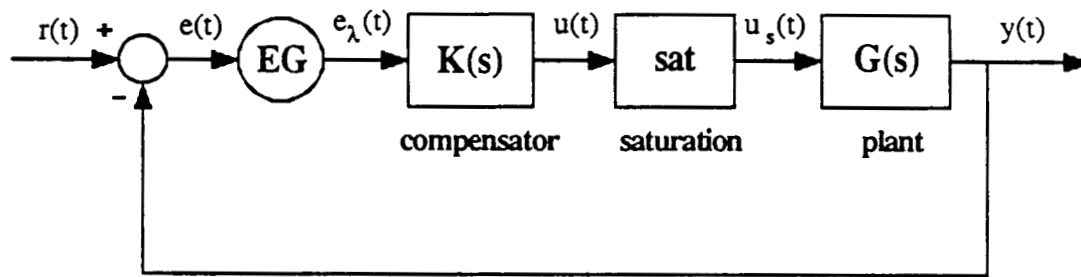 r(t) + e(t) EG e_λ(t) K(s) u(t) sat u_s(t) G(s) y(t)
-
compensator saturation plant